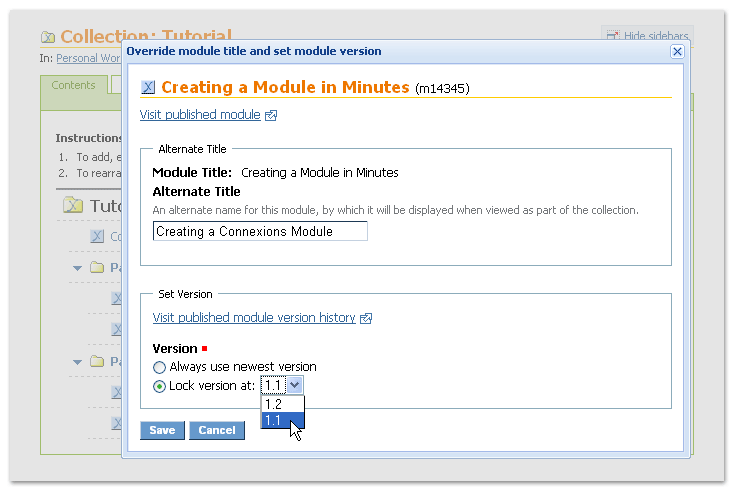 Collection: Tutorial
Hide sidebars
In: Personal Wor
Contents
Instructions
1. To add, e
2. To rearra
Tuto
Co
Pa
Pa
Override module title and set module version
Creating a Module in Minutes (m14345)
Visit published module
Alternate Title
Module Title: Creating a Module in Minutes
Alternate Title
An alternate name for this module, by which it will be displayed when viewed as part of the collection.
Creating a Connexions Module
Set Version
Visit published module version history
Version
Always use newest version
Lock version at: 1.1
1.2
1.1
Save Cancel